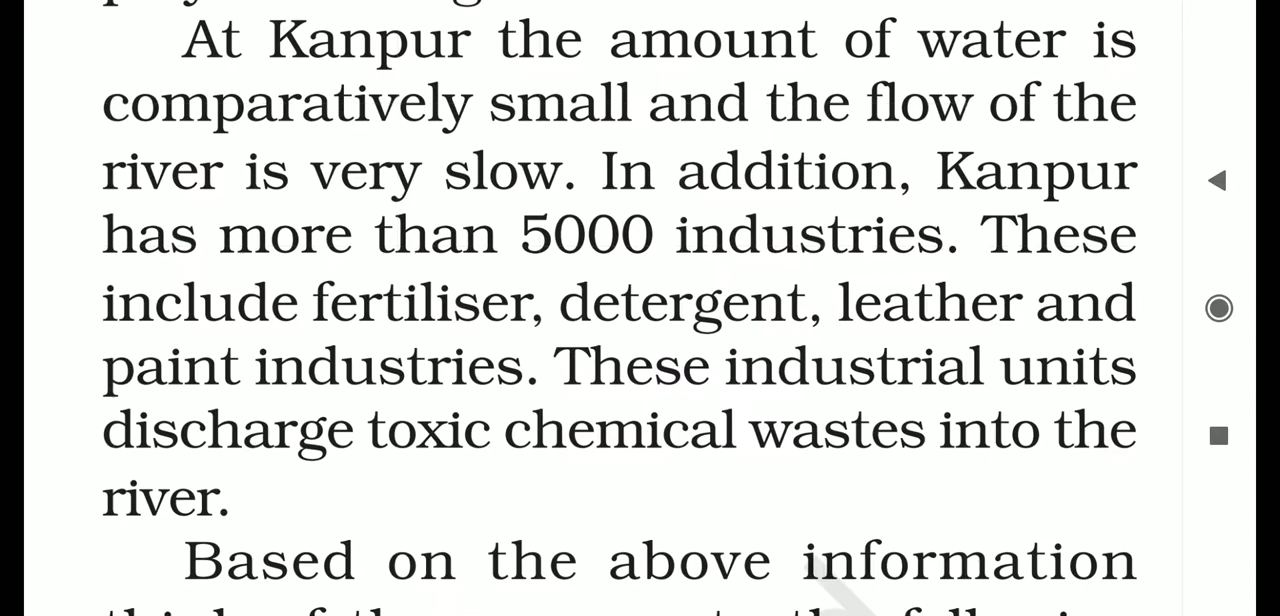 At Kanpur the amount of water is
comparatively small and the flow of the
river is very slow. In addition, Kanpur
has more than 5000 industries. These
include fertiliser, detergent, leather and
paint industries. These industrial units
discharge toxic chemical wastes into the
river.
Based on the above information